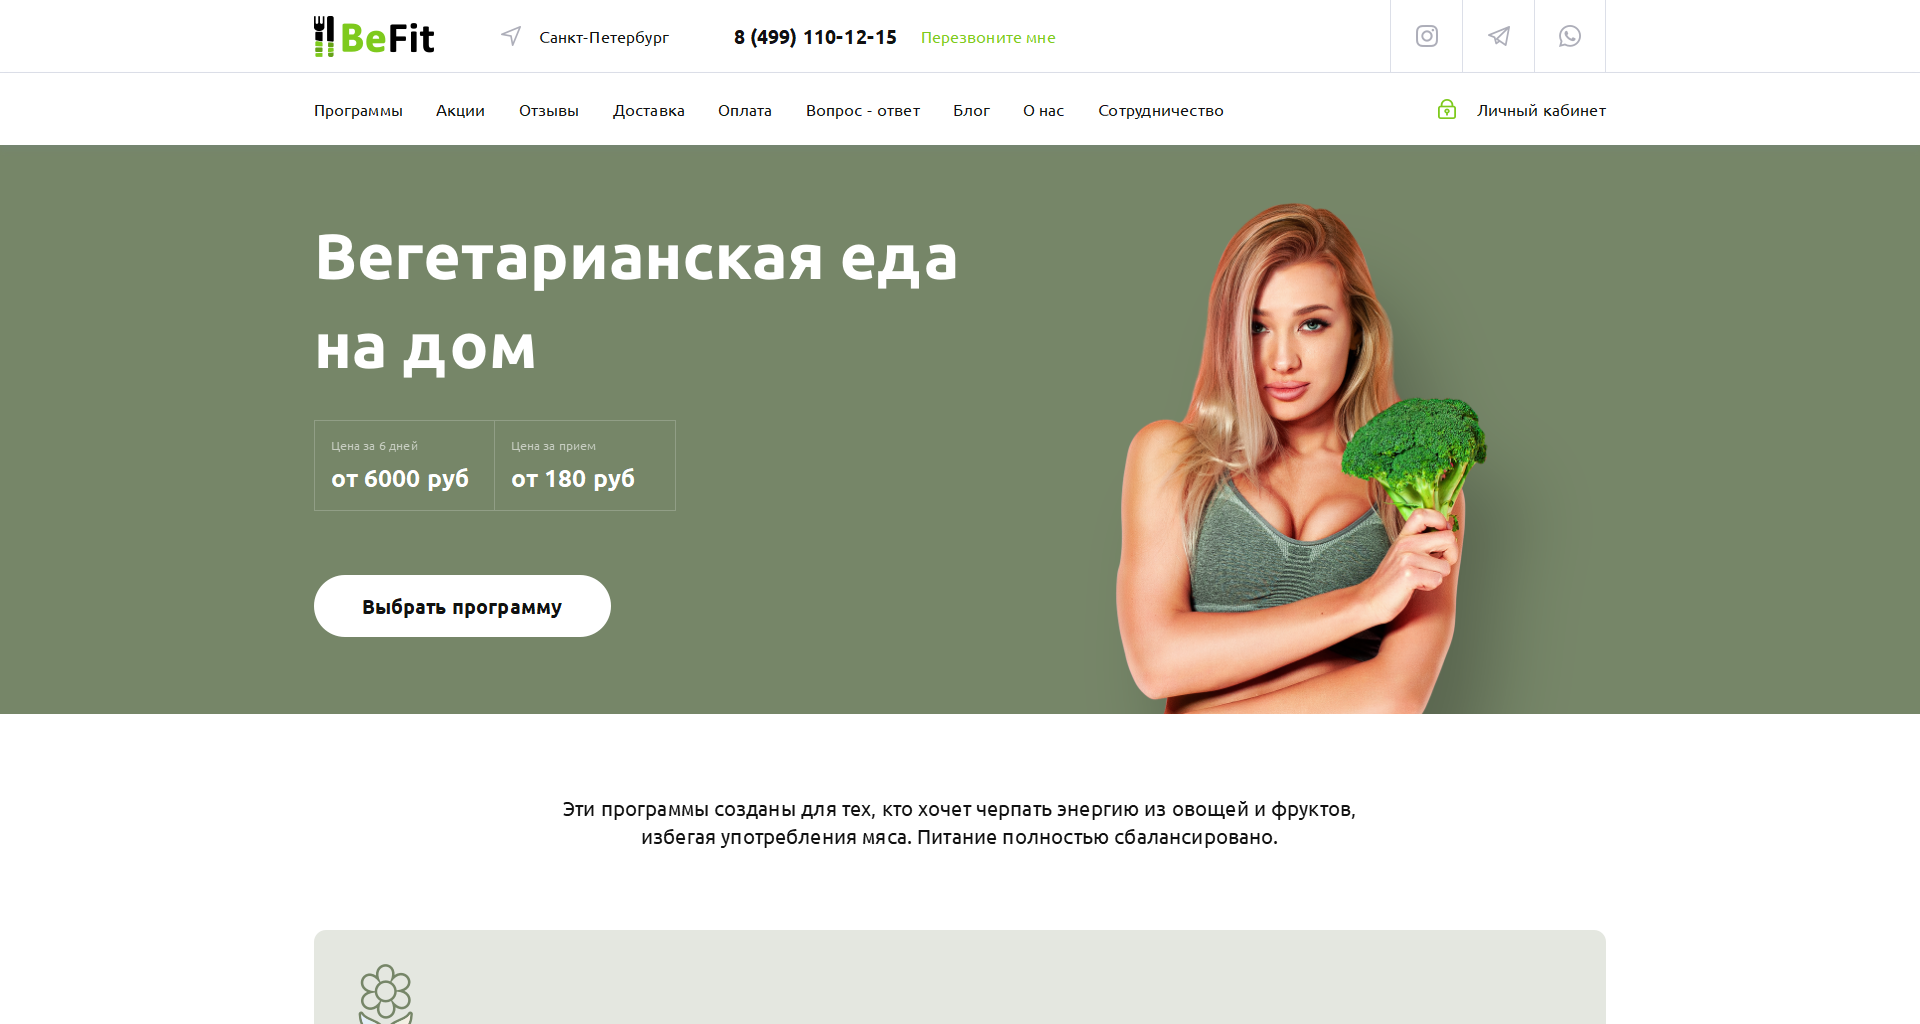 BeFit
Санкт-Петербург
8 (499) 110-12-15
Перезвоните мне
Программы
Акции
Отзывы
Доставка
Оплата
Вопрос - ответ
Блог
О нас
Сотрудничество
Личный кабинет
Вегетарианская еда
на дом
Цена за 6 дней
от 6000 руб
Цена за прием
от 180 руб
Выбрать программу
Эти программы созданы для тех, кто хочет черпать энергию из овощей и фруктов,
избегая употребления мяса. Питание полностью сбалансировано.